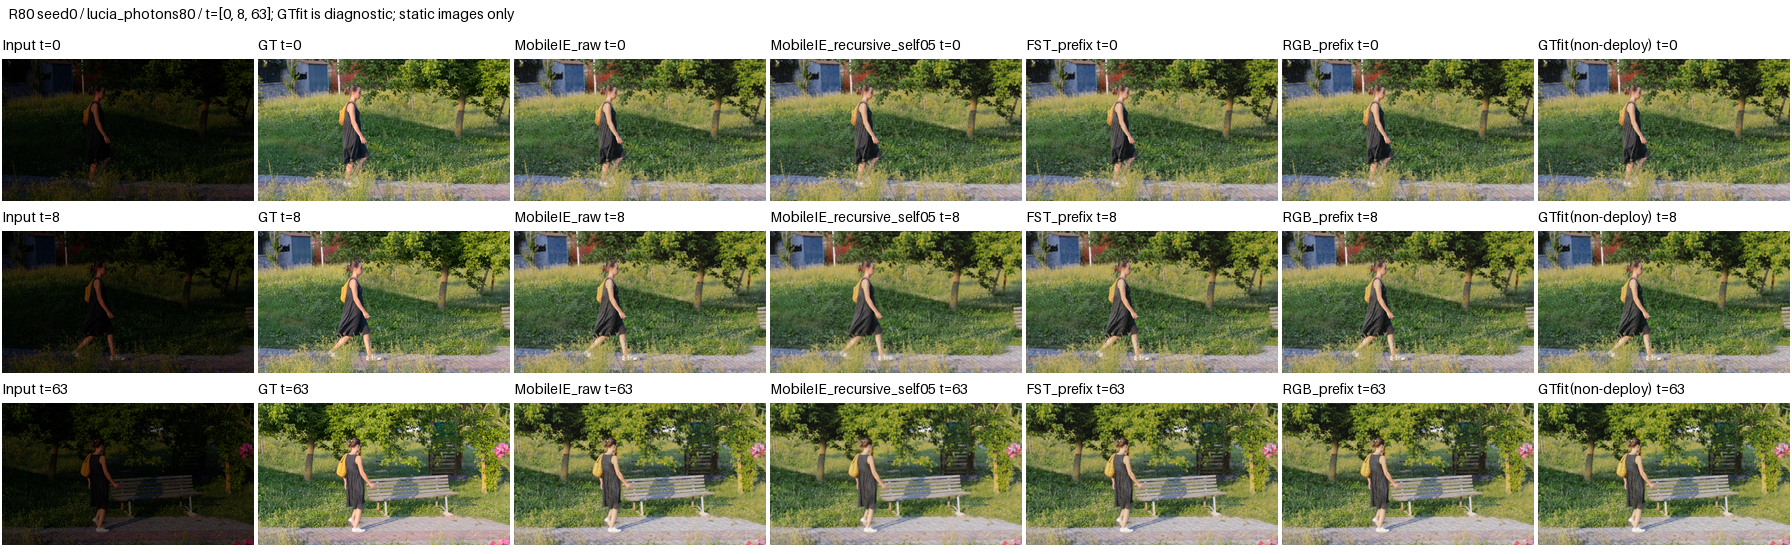 R80 seed0 / lucia_photons80 / t=[0, 8, 63]; GTfit is diagnostic; static images only
Input t=0 GT t=0 MobileIE_raw t=0 MobileIE_recursive_self05 t=0 FST_prefix t=0 RGB_prefix t=0 GTfit(non-deploy) t=0
Input t=8 GT t=8 MobileIE_raw t=8 MobileIE_recursive_self05 t=8 FST_prefix t=8 RGB_prefix t=8 GTfit(non-deploy) t=8
Input t=63 GT t=63 MobileIE_raw t=63 MobileIE_recursive_self05 t=63 FST_prefix t=63 RGB_prefix t=63 GTfit(non-deploy) t=63